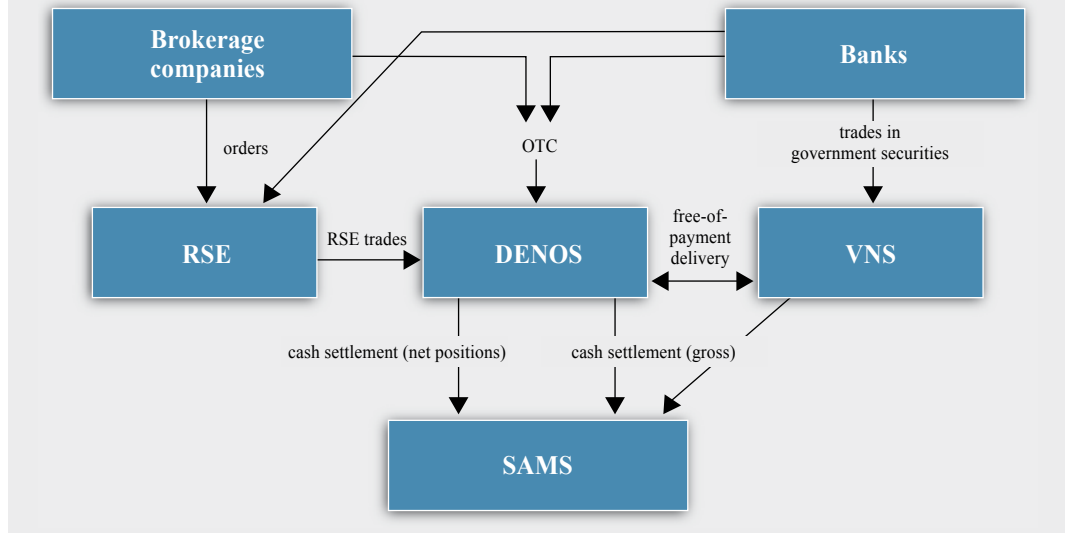 Brokerage
companies
Banks
orders
OTC
trades in
government securities
RSE
RSE trades
DENOS
free-of-
payment
delivery
VNS
cash settlement (net positions)
cash settlement (gross)
SAMS